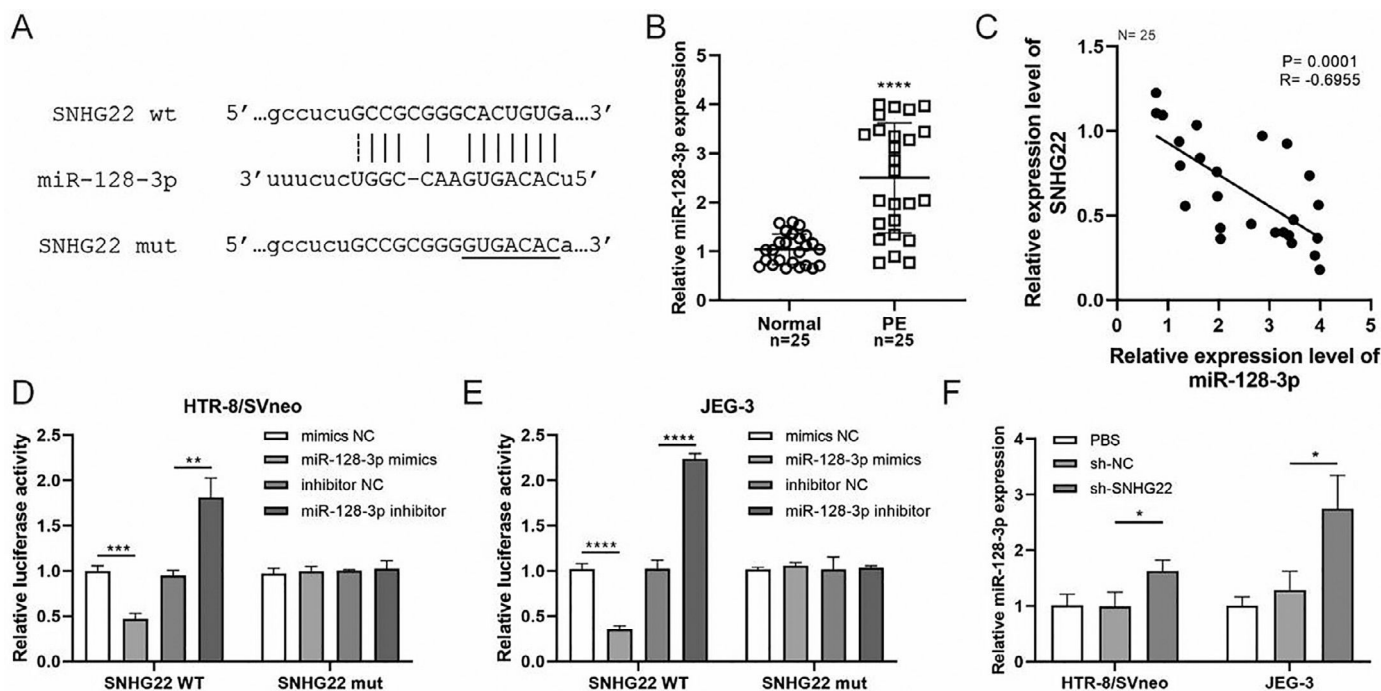 A
SNHG22 wt 5’…gccucuGCCGCGGGCACUGUGa…3’
miR-128-3p 3’uuucucUGGC-CAAGUGACACu5’
SNHG22 mut 5’…gccucuGCCGCGGGGUGACACa…3’
B
Relative miR-128-3p expression
5
4
3
2
1
0
****
Normal
n=25
PE
n=25
C
N= 25
P= 0.0001
R= -0.6955
Relative expression level of
SNHG22
1.5
1.0
0.5
0.0
0 1 2 3 4 5
Relative expression level of
miR-128-3p
D
HTR-8/SVneo
Relative luciferase activity
2.5
2.0
1.5
1.0
0.5
0.0
mimics NC
miR-128-3p mimics
inhibitor NC
miR-128-3p inhibitor
***
**
SNHG22 WT SNHG22 mut
E
JEG-3
Relative luciferase activity
2.5
2.0
1.5
1.0
0.5
0.0
mimics NC
miR-128-3p mimics
inhibitor NC
miR-128-3p inhibitor
****
****
SNHG22 WT SNHG22 mut
F
Relative miR-128-3p expression
4
3
2
1
0
PBS
sh-NC
sh-SNHG22
*
*
HTR-8/SVneo JEG-3